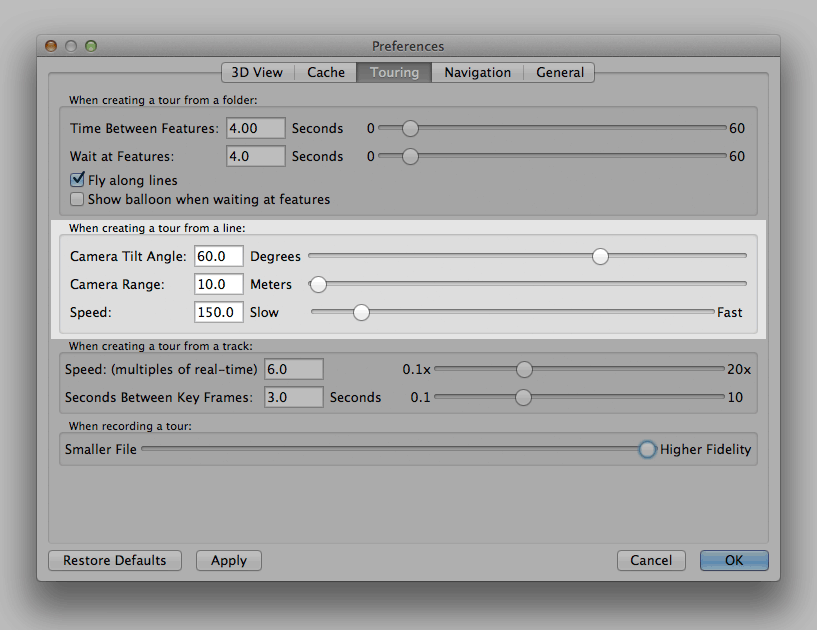 Preferences
3D View Cache Touring Navigation General
When creating a tour from a folder:
Time Between Features: 4.00 Seconds 0 60
Wait at Features: 4.0 Seconds 0 60
Fly along lines
Show balloon when waiting at features
When creating a tour from a line:
Camera Tilt Angle: 60.0 Degrees
Camera Range: 10.0 Meters
Speed: 150.0 Slow Fast
When creating a tour from a track:
Speed: (multiples of real-time) 6.0 0.1x 20x
Seconds Between Key Frames: 3.0 Seconds 0.1 10
When recording a tour:
Smaller File Higher Fidelity
Restore Defaults Apply Cancel OK